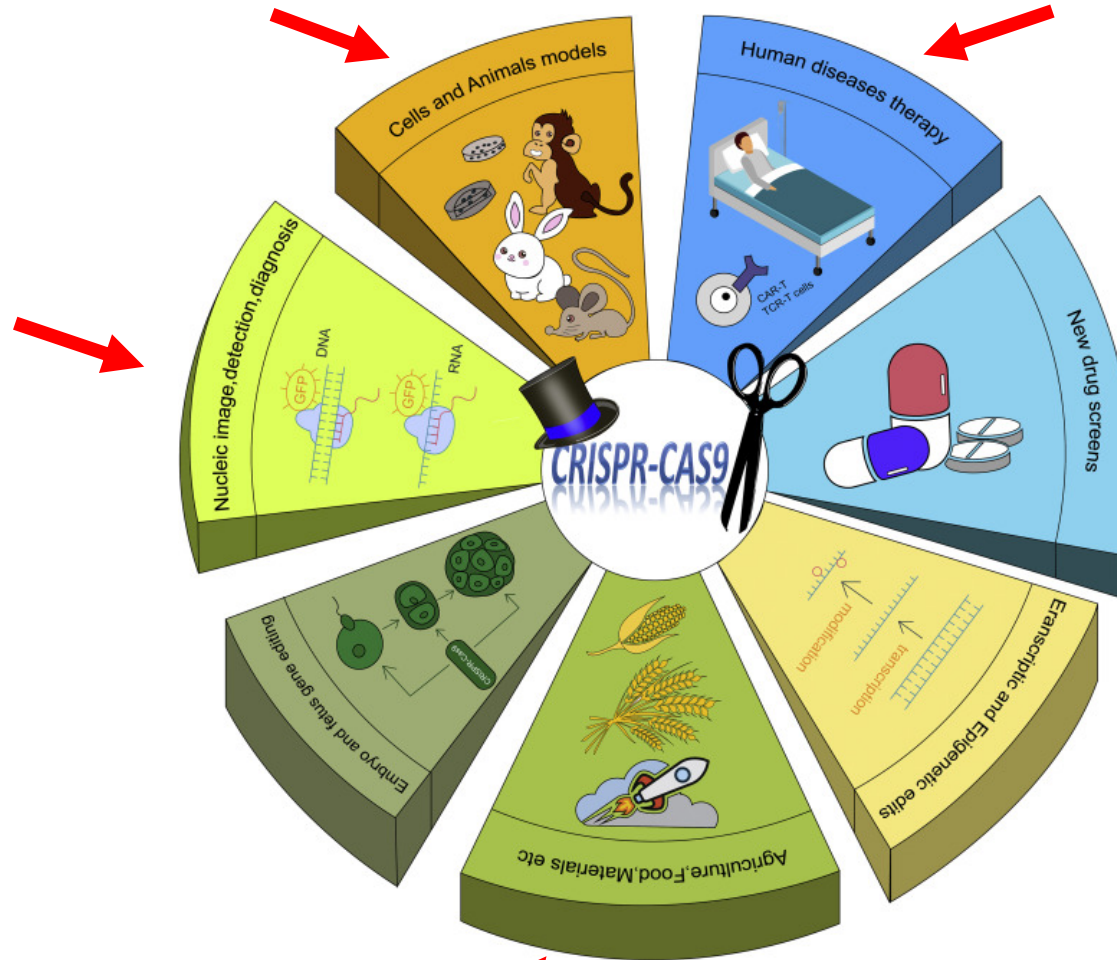 Cells and Animals models
Human diseases therapy
CAR-T
TCR-T cells
New drug screens
Nucleic image,detection,diagnosis
GFP
DNA
GFP
RNA
CRISPR-CAS9
Eranscriptic and Epigenetic edits
modification
transcription
Embryo and fetus gene editing
CRISPR-Cas9
Agriculture,Food,Materials etc